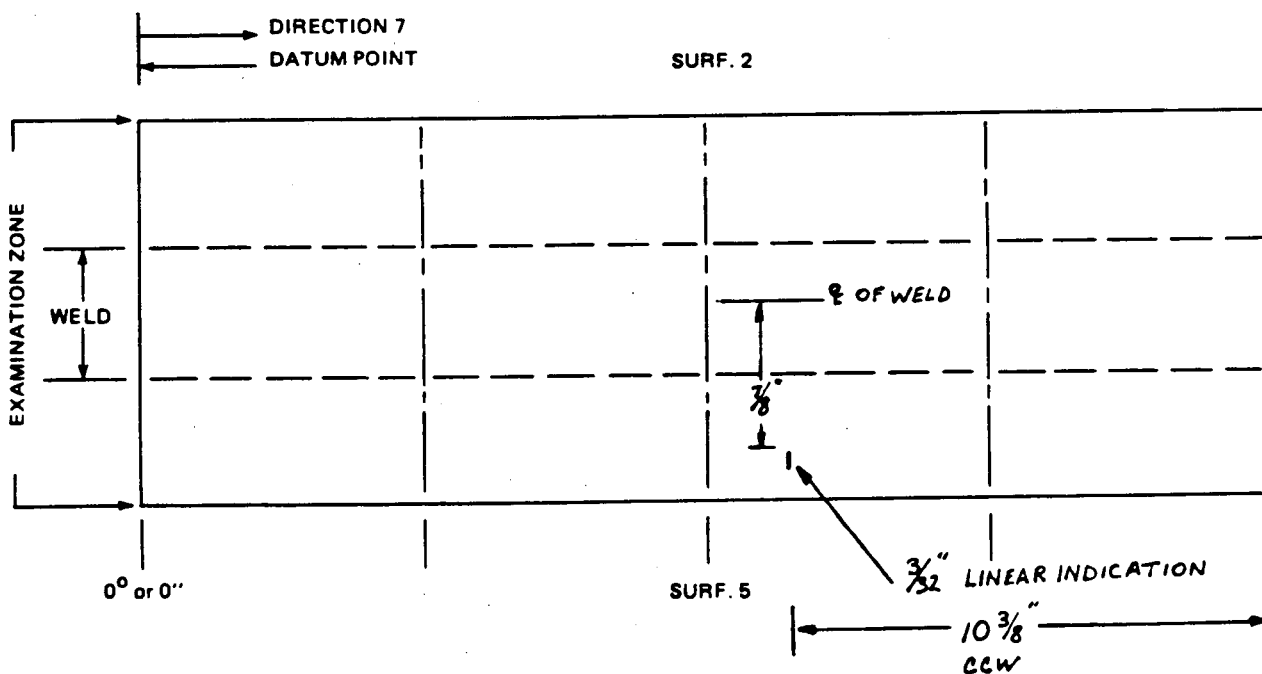 DIRECTION 7
DATUM POINT
SURF. 2
EXAMINATION ZONE
WELD
℄ OF WELD
7/8"
3/32" LINEAR INDICATION
0° or 0"
SURF. 5
10 3/8"
CCW